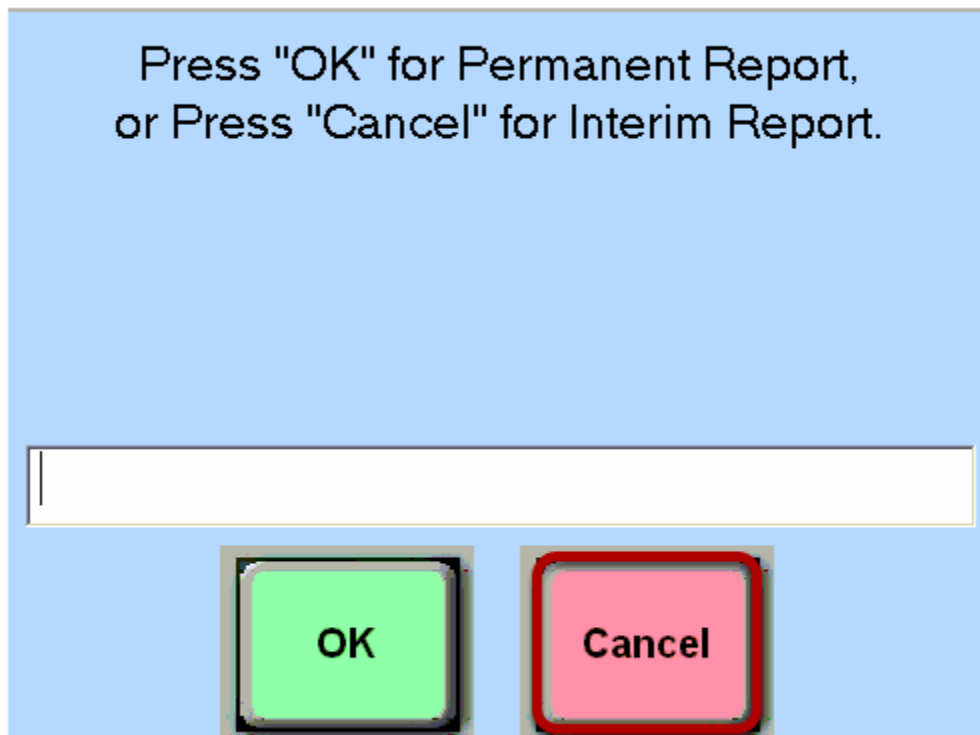 Press "OK" for Permanent Report,
or Press "Cancel" for Interim Report.
OK
Cancel